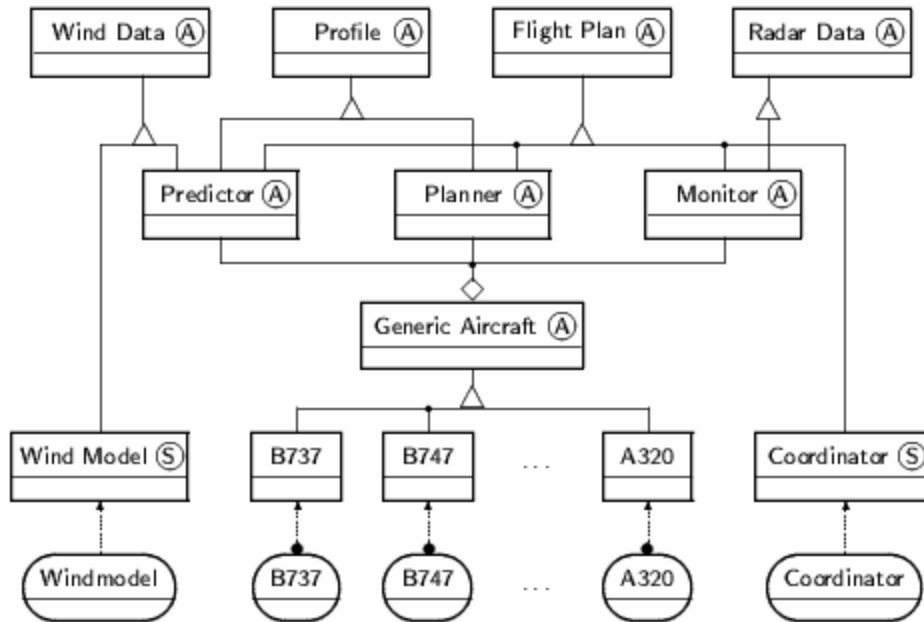 Wind Data Ⓐ
Profile Ⓐ
Flight Plan Ⓐ
Radar Data Ⓐ
Predictor Ⓐ
Planner Ⓐ
Monitor Ⓐ
Generic Aircraft Ⓐ
Wind Model Ⓢ
B737
B747
...
A320
Coordinator Ⓢ
Windmodel
B737
B747
...
A320
Coordinator